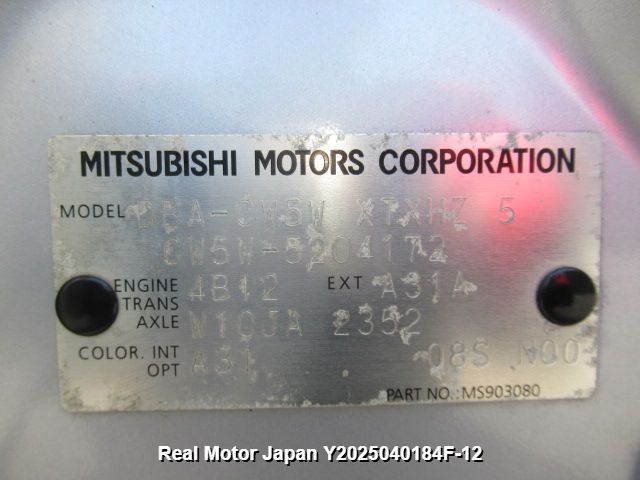 MITSUBISHI MOTORS CORPORATION
MODEL DBA-CW5W XTXHZ 5
CW5W-5204172
ENGINE 4B12 EXT A31A
TRANS
AXLE W1CJA 2352
COLOR. INT A31 08S N00
OPT
PART NO.:MS903080
Real Motor Japan Y2025040184F-12